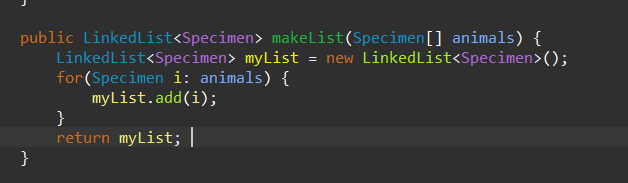 }
public LinkedList<Specimen> makeList(Specimen[] animals) {
    LinkedList<Specimen> myList = new LinkedList<Specimen>();
    for(Specimen i: animals) {
        myList.add(i);
    }
    return myList;
}